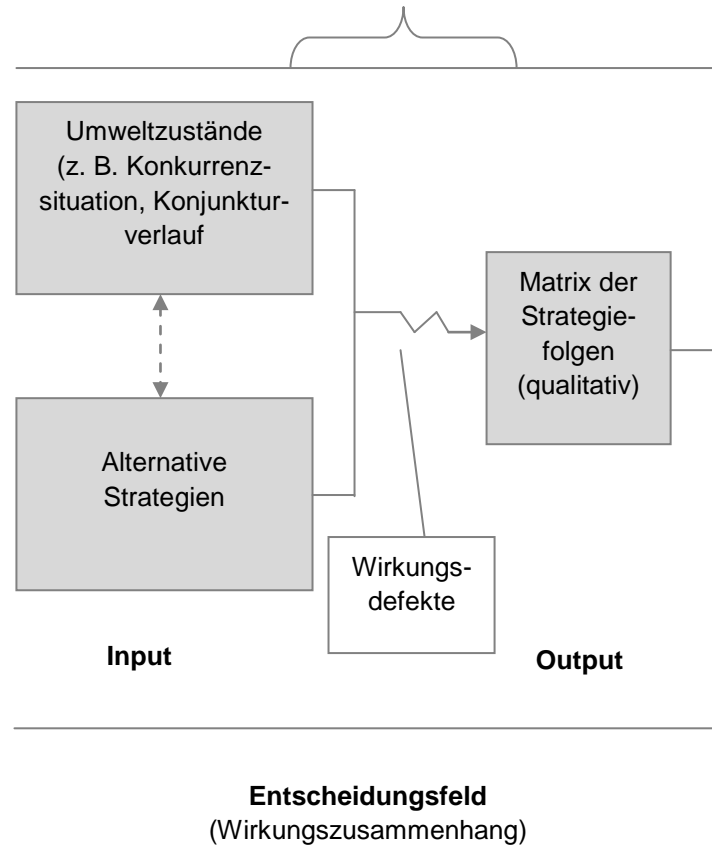 Umweltzustände
(z. B. Konkurrenz-
situation, Konjunktur-
verlauf
Matrix der
Strategie-
folgen
(qualitativ)
Alternative
Strategien
Wirkungs-
defekte
Input
Output
Entscheidungsfeld
(Wirkungszusammenhang)